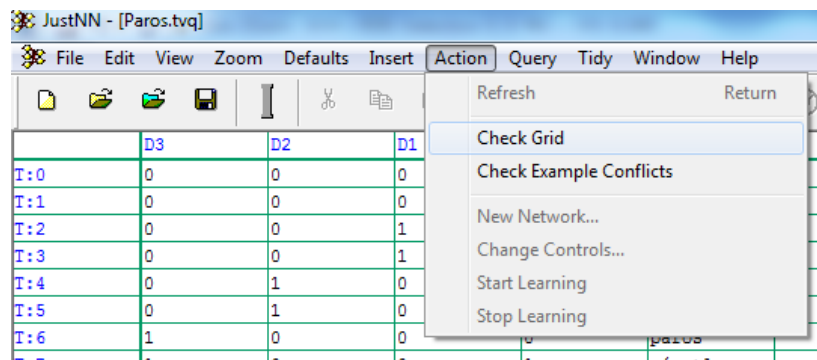 JustNN - [Paros.tvq]
File Edit View Zoom Defaults Insert Action Query Tidy Window Help
Refresh Return
Check Grid
Check Example Conflicts
New Network...
Change Controls...
Start Learning
Stop Learning
D3 D2 D1
T:0 0 0 0
T:1 0 0 0
T:2 0 0 1
T:3 0 0 1
T:4 0 1 0
T:5 0 1 0
T:6 1 0 0 0 paros